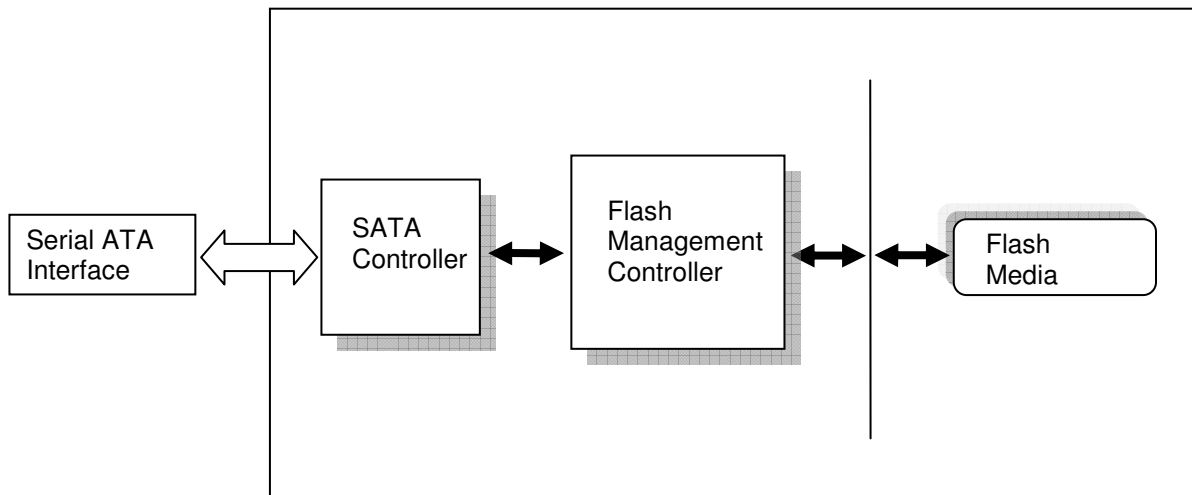 Serial ATA
Interface
SATA
Controller
Flash
Management
Controller
Flash
Media